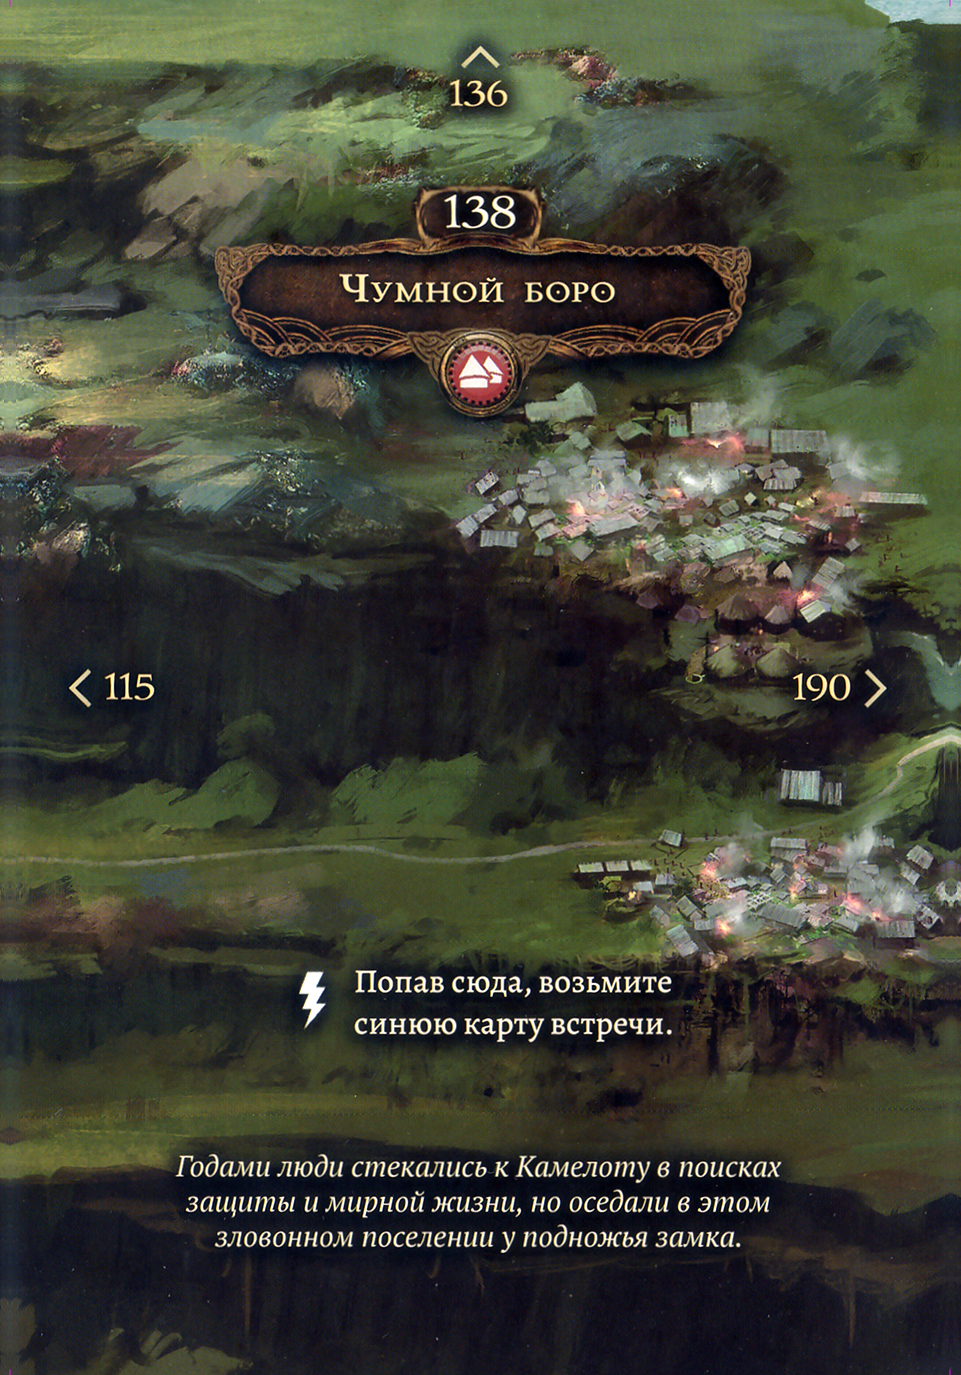 136
138
Чумной боро
115
190
Попав сюда, возьмите
синюю карту встречи.
Годами люди стекались к Камелоту в поисках
защиты и мирной жизни, но оседали в этом
зловонном поселении у подножья замка.